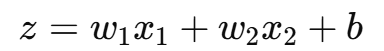 z = w₁x₁ + w₂x₂ + b